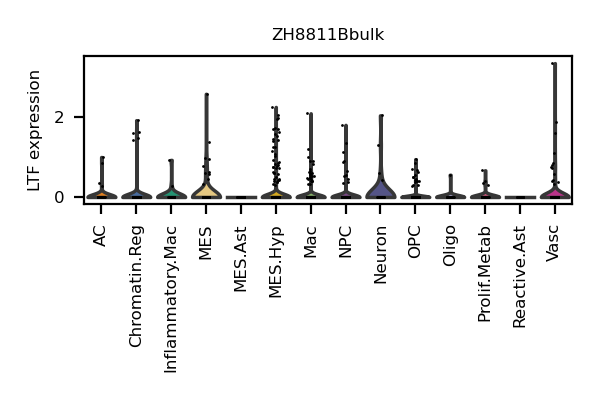 ZH8811Bbulk
LTF expression
2
0
AC
Chromatin.Reg
Inflammatory.Mac
MES
MES.Ast
MES.Hyp
Mac
NPC
Neuron
OPC
Oligo
Prolif.Metab
Reactive.Ast
Vasc